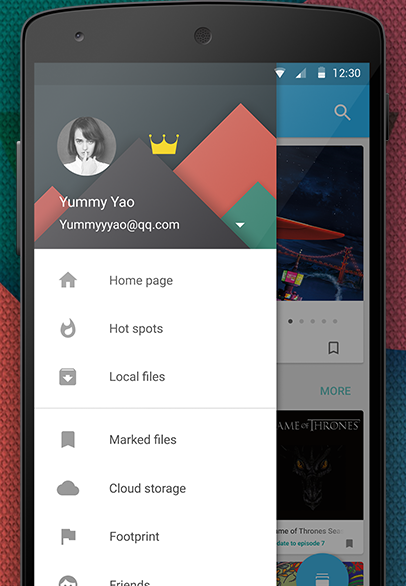 12:30
Yummy Yao
Yummyyyao@qq.com
Home page
Hot spots
Local files
MORE
Marked files
AME OF THRONES
Cloud storage
ame of Thrones Sea
date to episode 7
Footprint
Friends